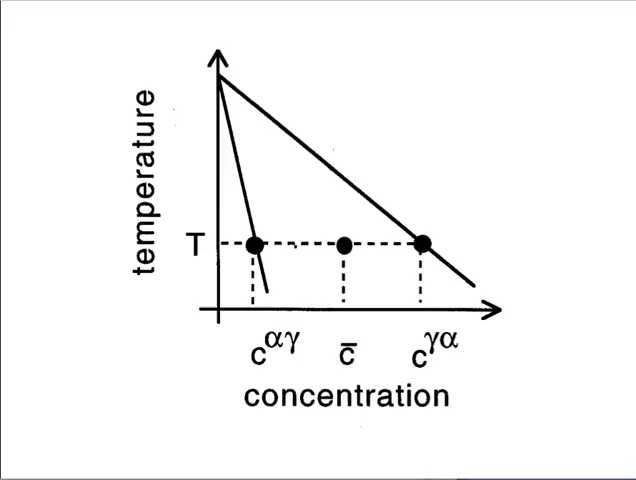 temperature
T
c^αγ c̅ c^γα
concentration